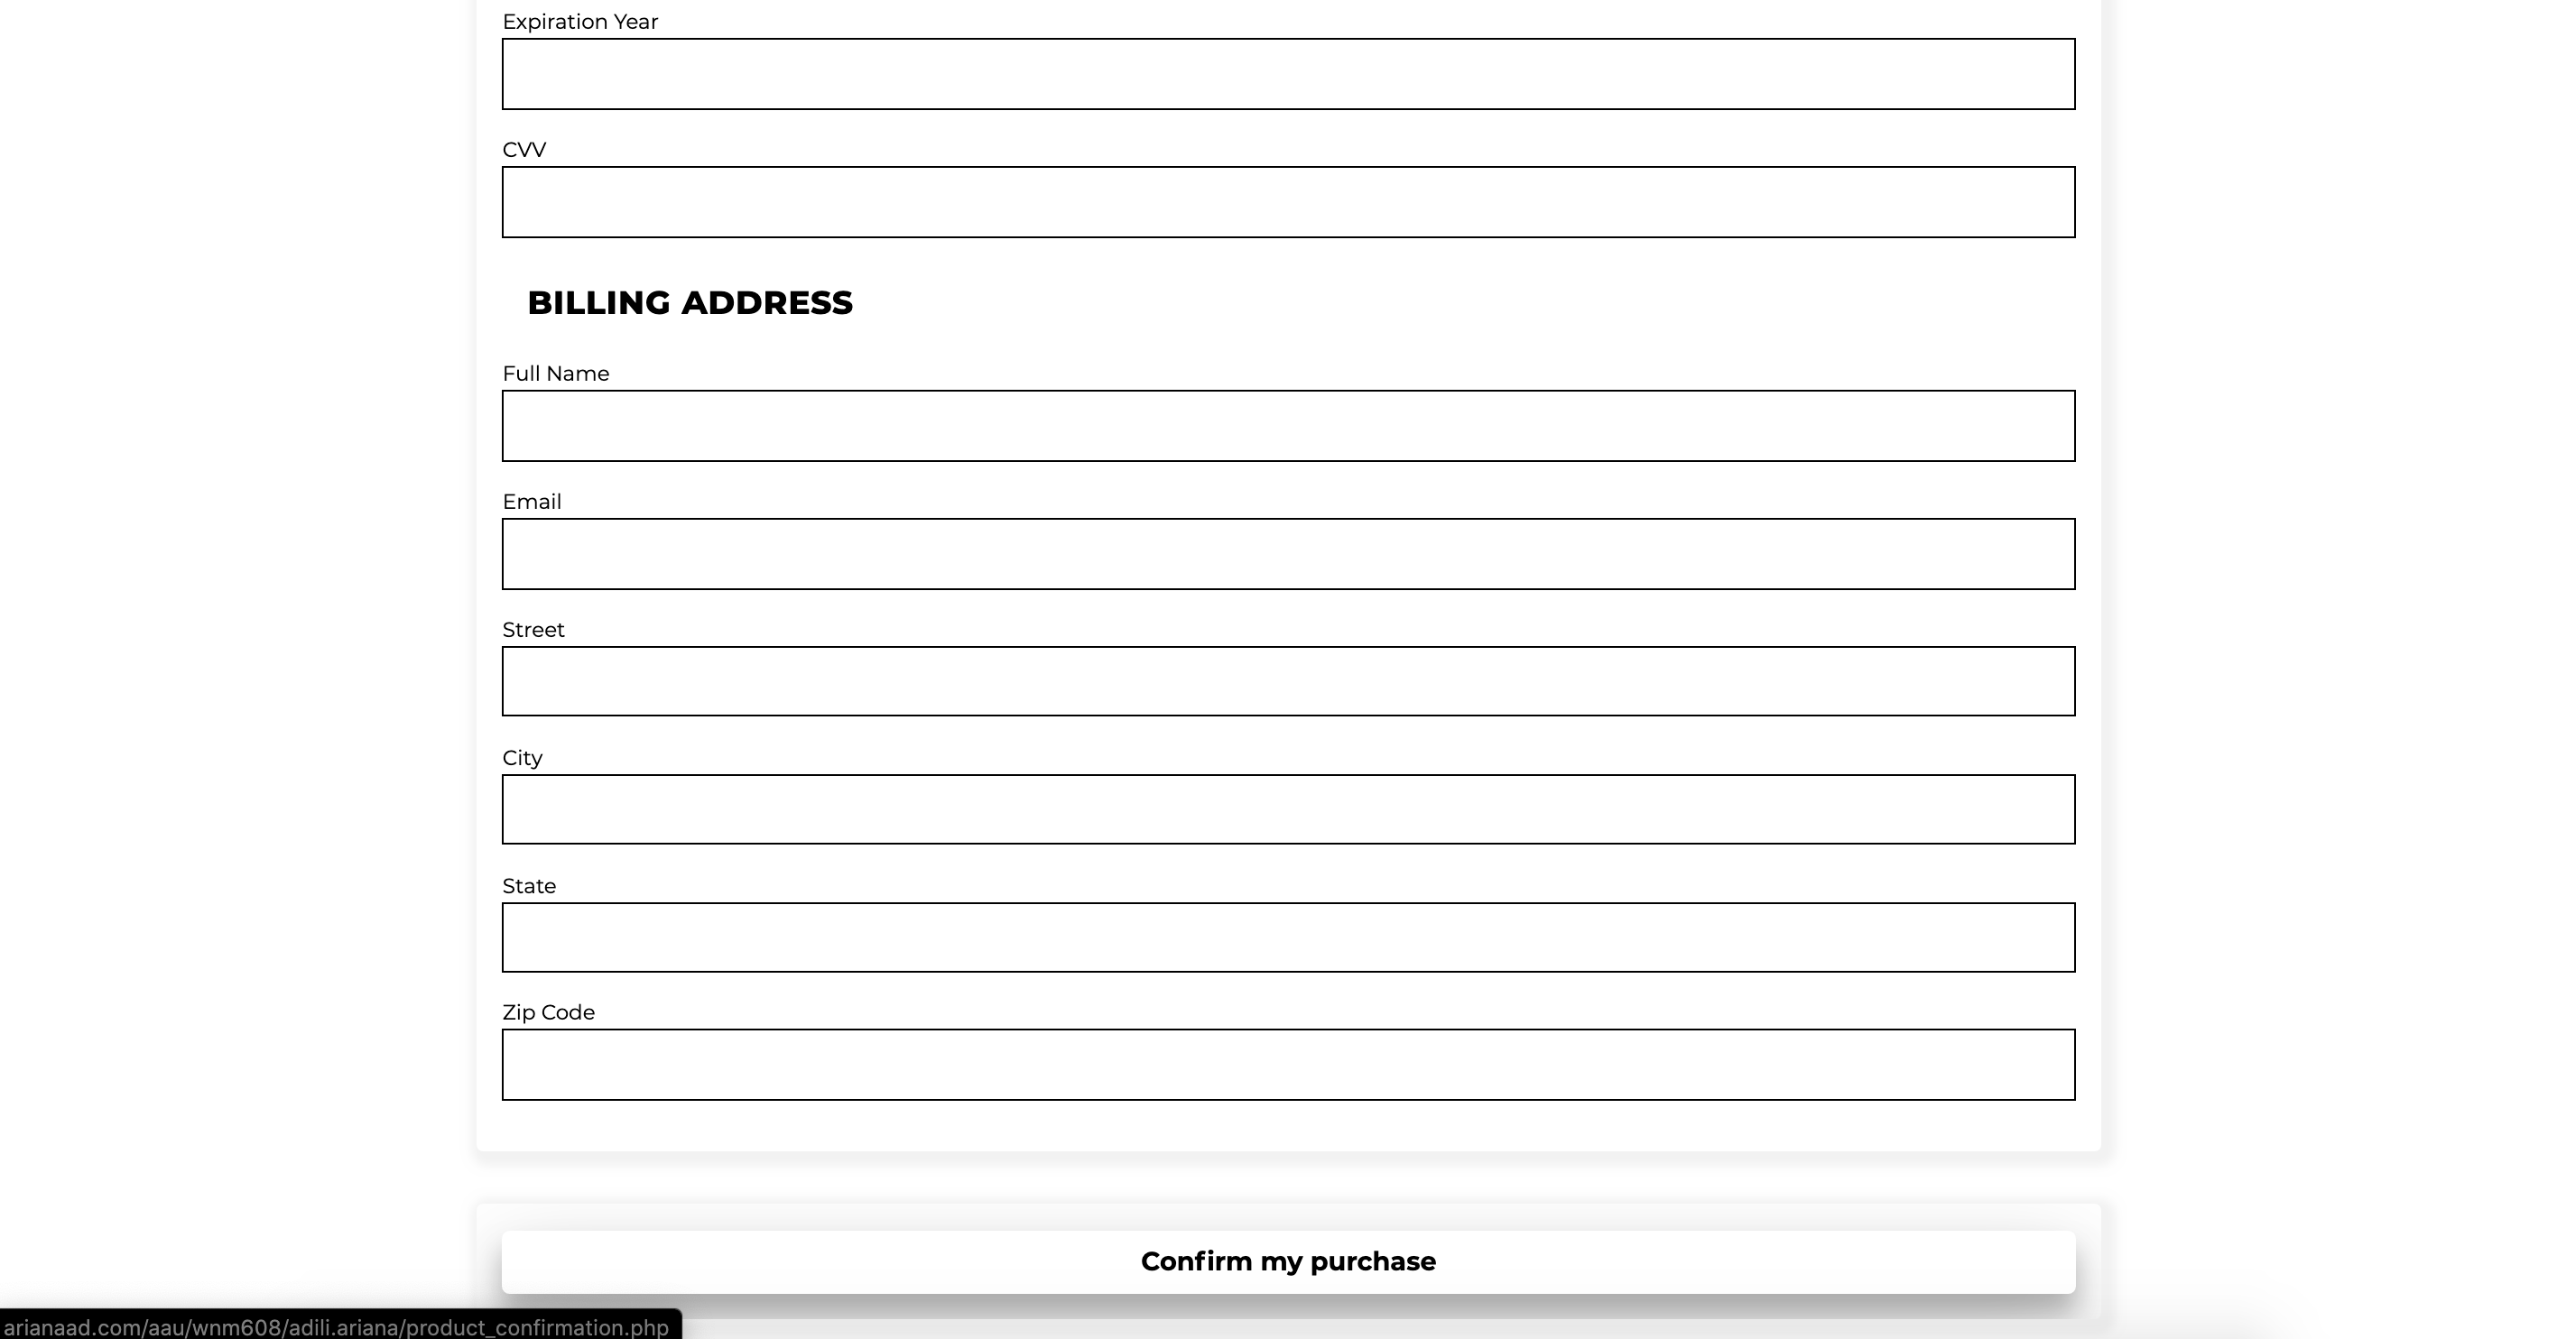 Expiration Year
CVV
BILLING ADDRESS
Full Name
Email
Street
City
State
Zip Code
Confirm my purchase
arianaad.com/aau/wnm608/adili.ariana/product_confirmation.php